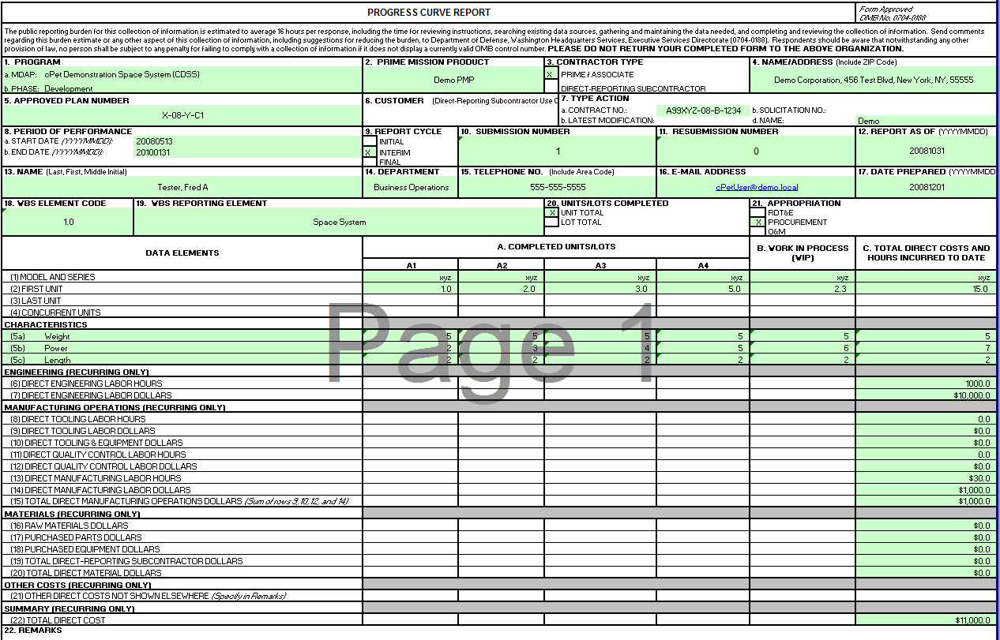 PROGRESS CURVE REPORT
Form Approved
OMB No. 0704-0188
The public reporting burden for this collection of information is estimated to average 16 hours per response, including the time for reviewing instructions, searching existing data sources, gathering and maintaining the data needed, and completing and reviewing the collection of information. Send comments
regarding this burden estimate or any other aspect of this collection of information, including suggestions for reducing the burden, to Department of Defense, Washington Headquarters Services, Executive Services Directorate (0704-0188). Respondents should be aware that notwithstanding any other
provision of law, no person shall be subject to any penalty for failing to comply with a collection of information if it does not display a currently valid OMB control number. PLEASE DO NOT RETURN YOUR COMPLETED FORM TO THE ABOVE ORGANIZATION.
1. PROGRAM
a. MDAP: cPet Demonstration Space System (CDSS)
b. PHASE: Development
2. PRIME MISSION PRODUCT
Demo PMP
3. CONTRACTOR TYPE
X PRIME / ASSOCIATE
DIRECT-REPORTING SUBCONTRACTOR
4. NAME/ADDRESS (Include ZIP Code)
Demo Corporation, 456 Test Blvd, New York, NY, 55555
5. APPROVED PLAN NUMBER
X-08-Y-C1
6. CUSTOMER (Direct-Reporting Subcontractor Use O
7. TYPE ACTION
a. CONTRACT NO.: A99XYZ-08-B-1234 b. SOLICITATION NO.:
b. LATEST MODIFICATION: d. NAME: Demo
8. PERIOD OF PERFORMANCE
a. START DATE (YYYYMMDD): 20080513
b. END DATE (YYYYMMDD): 20100131
9. REPORT CYCLE
INITIAL
X INTERIM
FINAL
10. SUBMISSION NUMBER
1
11. RESUBMISSION NUMBER
0
12. REPORT AS OF (YYYYMMDD)
20081031
13. NAME (Last, First, Middle Initial)
Tester, Fred A
14. DEPARTMENT
Business Operations
15. TELEPHONE NO. (Include Area Code)
555-555-5555
16. E-MAIL ADDRESS
cPetUser@demo.local
17. DATE PREPARED (YYYYMMDD
20081201
18. WBS ELEMENT CODE
1.0
19. WBS REPORTING ELEMENT
Space System
20. UNITS/LOTS COMPLETED
X UNIT TOTAL
LOT TOTAL
21. APPROPRIATION
RDT&E
X PROCUREMENT
O&M
DATA ELEMENTS
A. COMPLETED UNITS/LOTS
A1 A2 A3 A4
B. WORK IN PROCESS
(WIP)
C. TOTAL DIRECT COSTS AND
HOURS INCURRED TO DATE
(1) MODEL AND SERIES xyz xyz xyz xyz xyz xyz
(2) FIRST UNIT 1.0 2.0 3.0 5.0 2.3 15.0
(3) LAST UNIT
(4) CONCURRENT UNITS
CHARACTERISTICS
(5a) Weight 5 5 5 5 5 5
(5b) Power 2 3 4 5 6 7
(5c) Length 2 2 2 2 2 2
Page 1
ENGINEERING (RECURRING ONLY)
(6) DIRECT ENGINEERING LABOR HOURS 1000.0
(7) DIRECT ENGINEERING LABOR DOLLARS $10,000.0
MANUFACTURING OPERATIONS (RECURRING ONLY)
(8) DIRECT TOOLING LABOR HOURS 0.0
(9) DIRECT TOOLING LABOR DOLLARS $0.0
(10) DIRECT TOOLING & EQUIPMENT DOLLARS $0.0
(11) DIRECT QUALITY CONTROL LABOR HOURS 0.0
(12) DIRECT QUALITY CONTROL LABOR DOLLARS $0.0
(13) DIRECT MANUFACTURING LABOR HOURS $30.0
(14) DIRECT MANUFACTURING LABOR DOLLARS $1,000.0
(15) TOTAL DIRECT MANUFACTURING OPERATIONS DOLLARS (Sum of rows 9, 10, 12, and 14) $1,000.0
MATERIALS (RECURRING ONLY)
(16) RAW MATERIALS DOLLARS $0.0
(17) PURCHASED PARTS DOLLARS $0.0
(18) PURCHASED EQUIPMENT DOLLARS $0.0
(19) TOTAL DIRECT-REPORTING SUBCONTRACTOR DOLLARS $0.0
(20) TOTAL DIRECT MATERIAL DOLLARS $0.0
OTHER COSTS (RECURRING ONLY)
(21) OTHER DIRECT COSTS NOT SHOWN ELSEWHERE (Specify in Remarks)
SUMMARY (RECURRING ONLY)
(22) TOTAL DIRECT COST $11,000.0
22. REMARKS